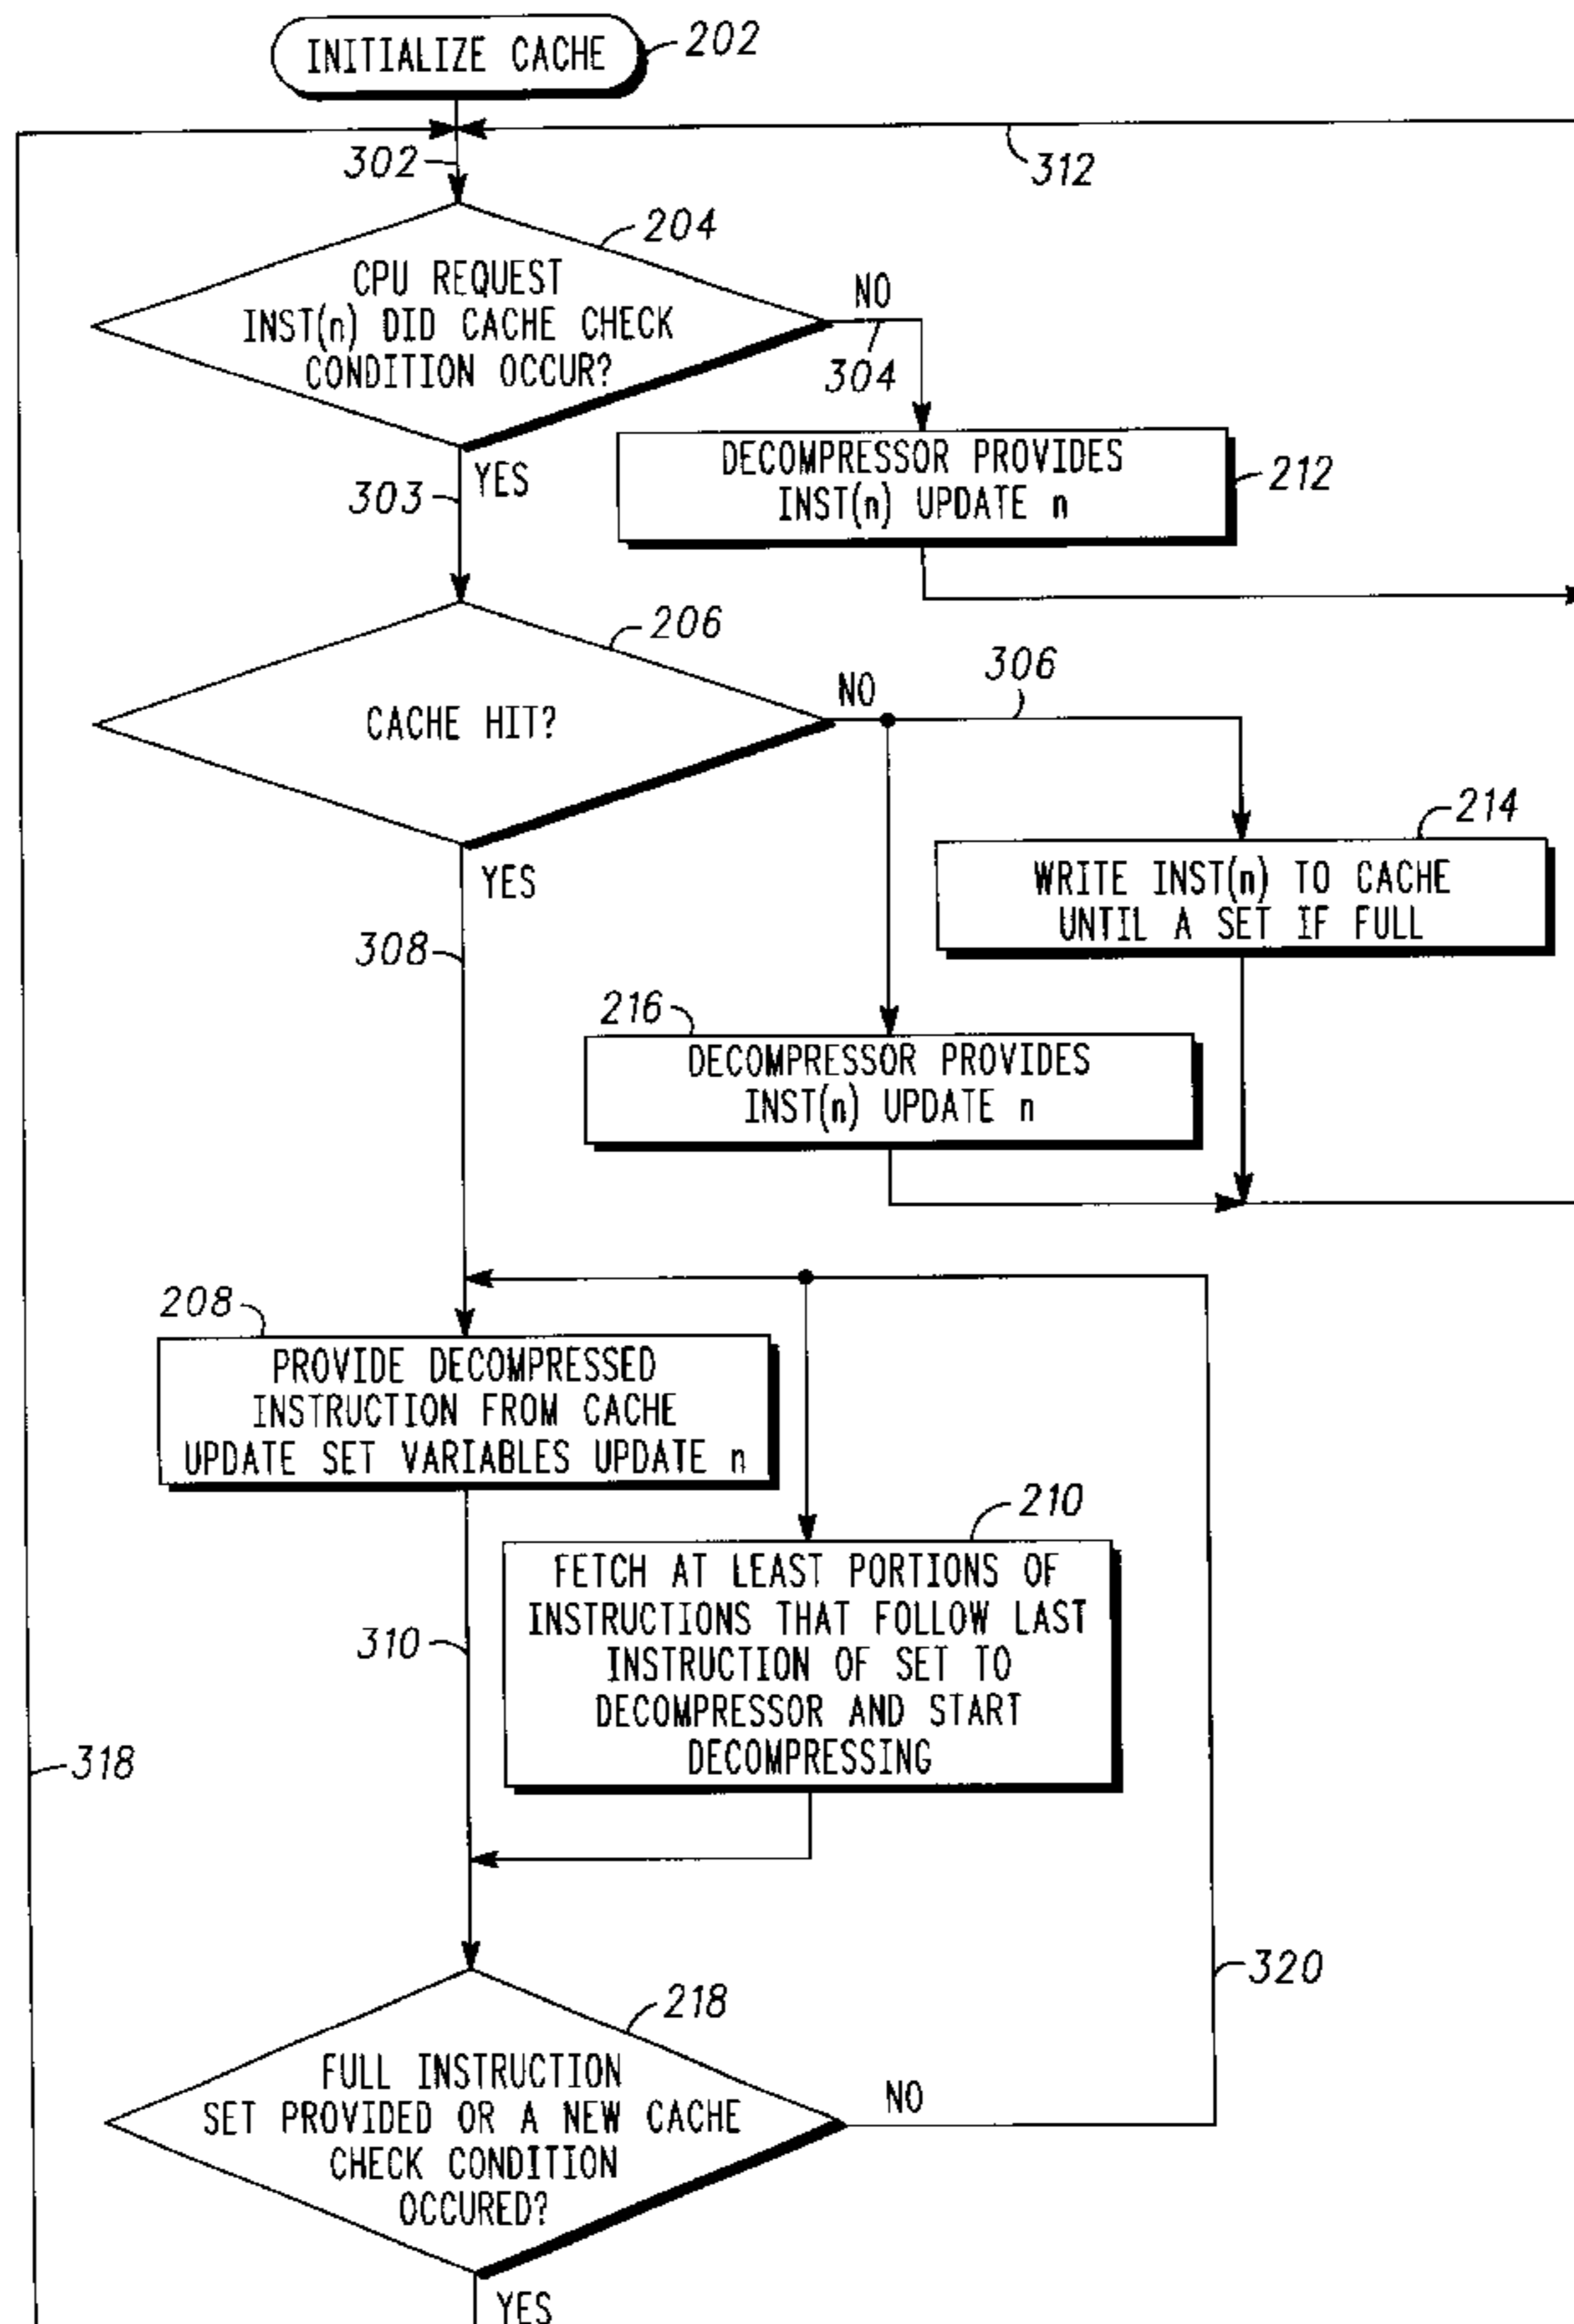 INITIALIZE CACHE
202
302
312
204
CPU REQUEST
INST(n) DID CACHE CHECK
CONDITION OCCUR?
NO
304
YES
303
DECOMPRESSOR PROVIDES
INST(n) UPDATE n
212
206
CACHE HIT?
NO
306
YES
308
214
WRITE INST(n) TO CACHE
UNTIL A SET IF FULL
216
DECOMPRESSOR PROVIDES
INST(n) UPDATE n
208
PROVIDE DECOMPRESSED
INSTRUCTION FROM CACHE
UPDATE SET VARIABLES UPDATE n
210
FETCH AT LEAST PORTIONS OF
INSTRUCTIONS THAT FOLLOW LAST
INSTRUCTION OF SET TO
DECOMPRESSOR AND START
DECOMPRESSING
310
318
320
218
FULL INSTRUCTION
SET PROVIDED OR A NEW CACHE
CHECK CONDITION
OCCURED?
NO
YES